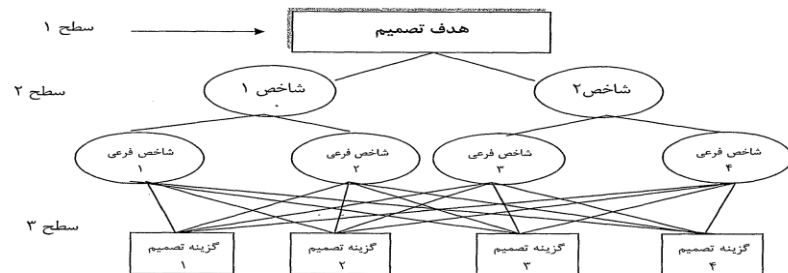 سطح ۱
هدف تصمیم
سطح ۲
شاخص ۱
شاخص۲
شاخص فرعی
۱
شاخص فرعی
۲
شاخص فرعی
۳
شاخص فرعی
۴
سطح ۳
گزینه تصمیم
۱
گزینه تصمیم
۲
گزینه تصمیم
۳
گزینه تصمیم
۴